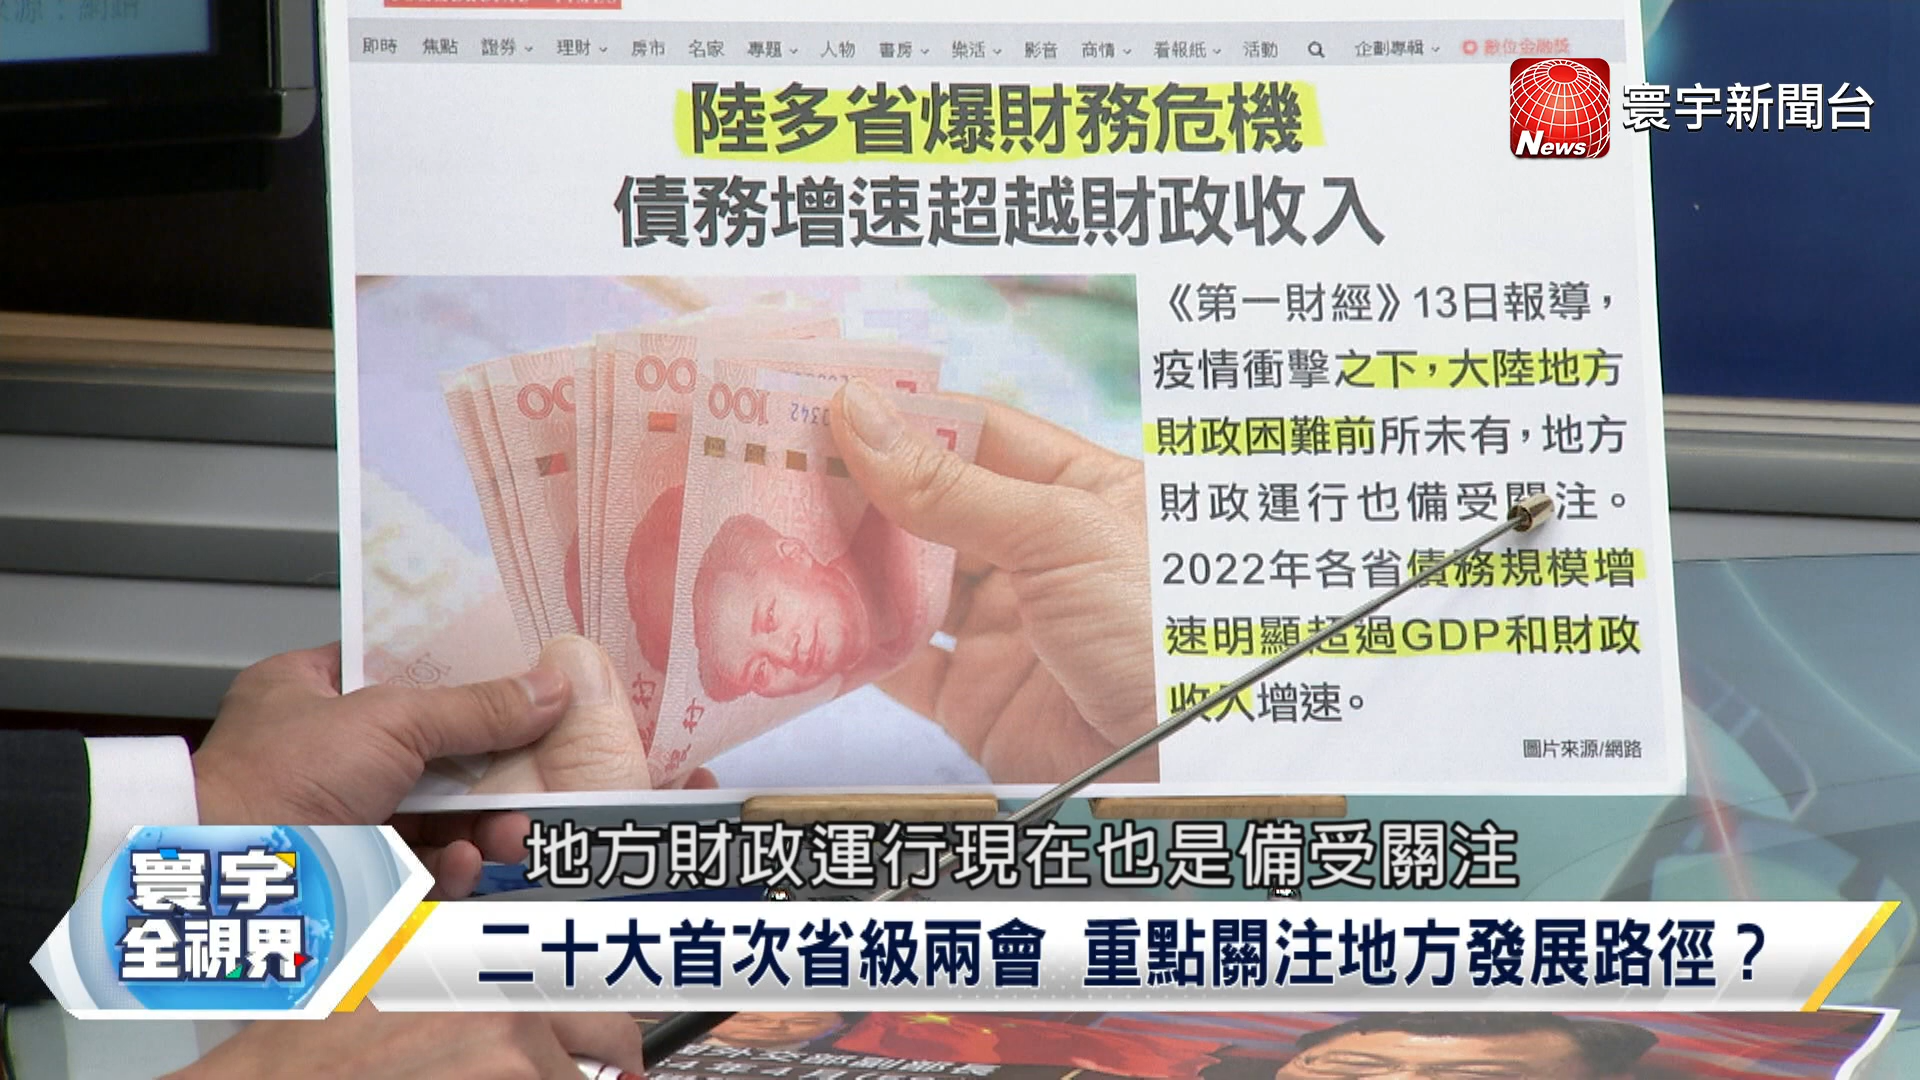 即時 焦點 證券 理財 房市 名家 專題 人物 書房 樂活 影音 商情 看報紙 活動 企劃專輯 數位金融獎
陸多省爆財務危機
債務增速超越財政收入
News 寰宇新聞台
《第一財經》13日報導，
疫情衝擊之下，大陸地方
財政困難前所未有，地方
財政運行也備受關注。
2022年各省債務規模增
速明顯超過GDP和財政
收入增速。
圖片來源/網路
100
地方財政運行現在也是備受關注
寰宇
全視界
二十大首次省級兩會 重點關注地方發展路徑？